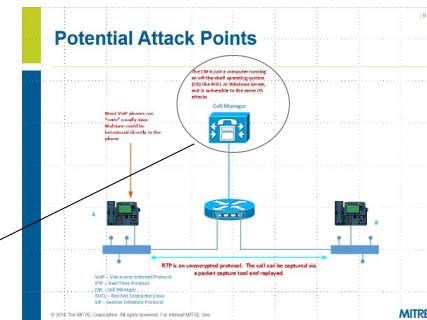 | 9
Potential Attack Points
The CM is just a computer running
an off-the-shelf operating system
(OS) like RHEL or Windows Server,
and is vulnerable to the same OS
attacks
Call Manager
Most VoIP phones run
"code" usually Java.
Malware could be
introduced directly to the
phone
A
B
RTP is an unencrypted protocol. The call can be captured via
a packet capture tool and replayed.
VoIP – Voice over Internet Protocol
RTP – Real Time Protocol
CM – Call Manager
RHEL – Red Hat Enterprise Linux
SIP – Session Initiation Protocol
© 2018 The MITRE Corporation. All rights reserved. For Internal MITRE Use.
MITRE